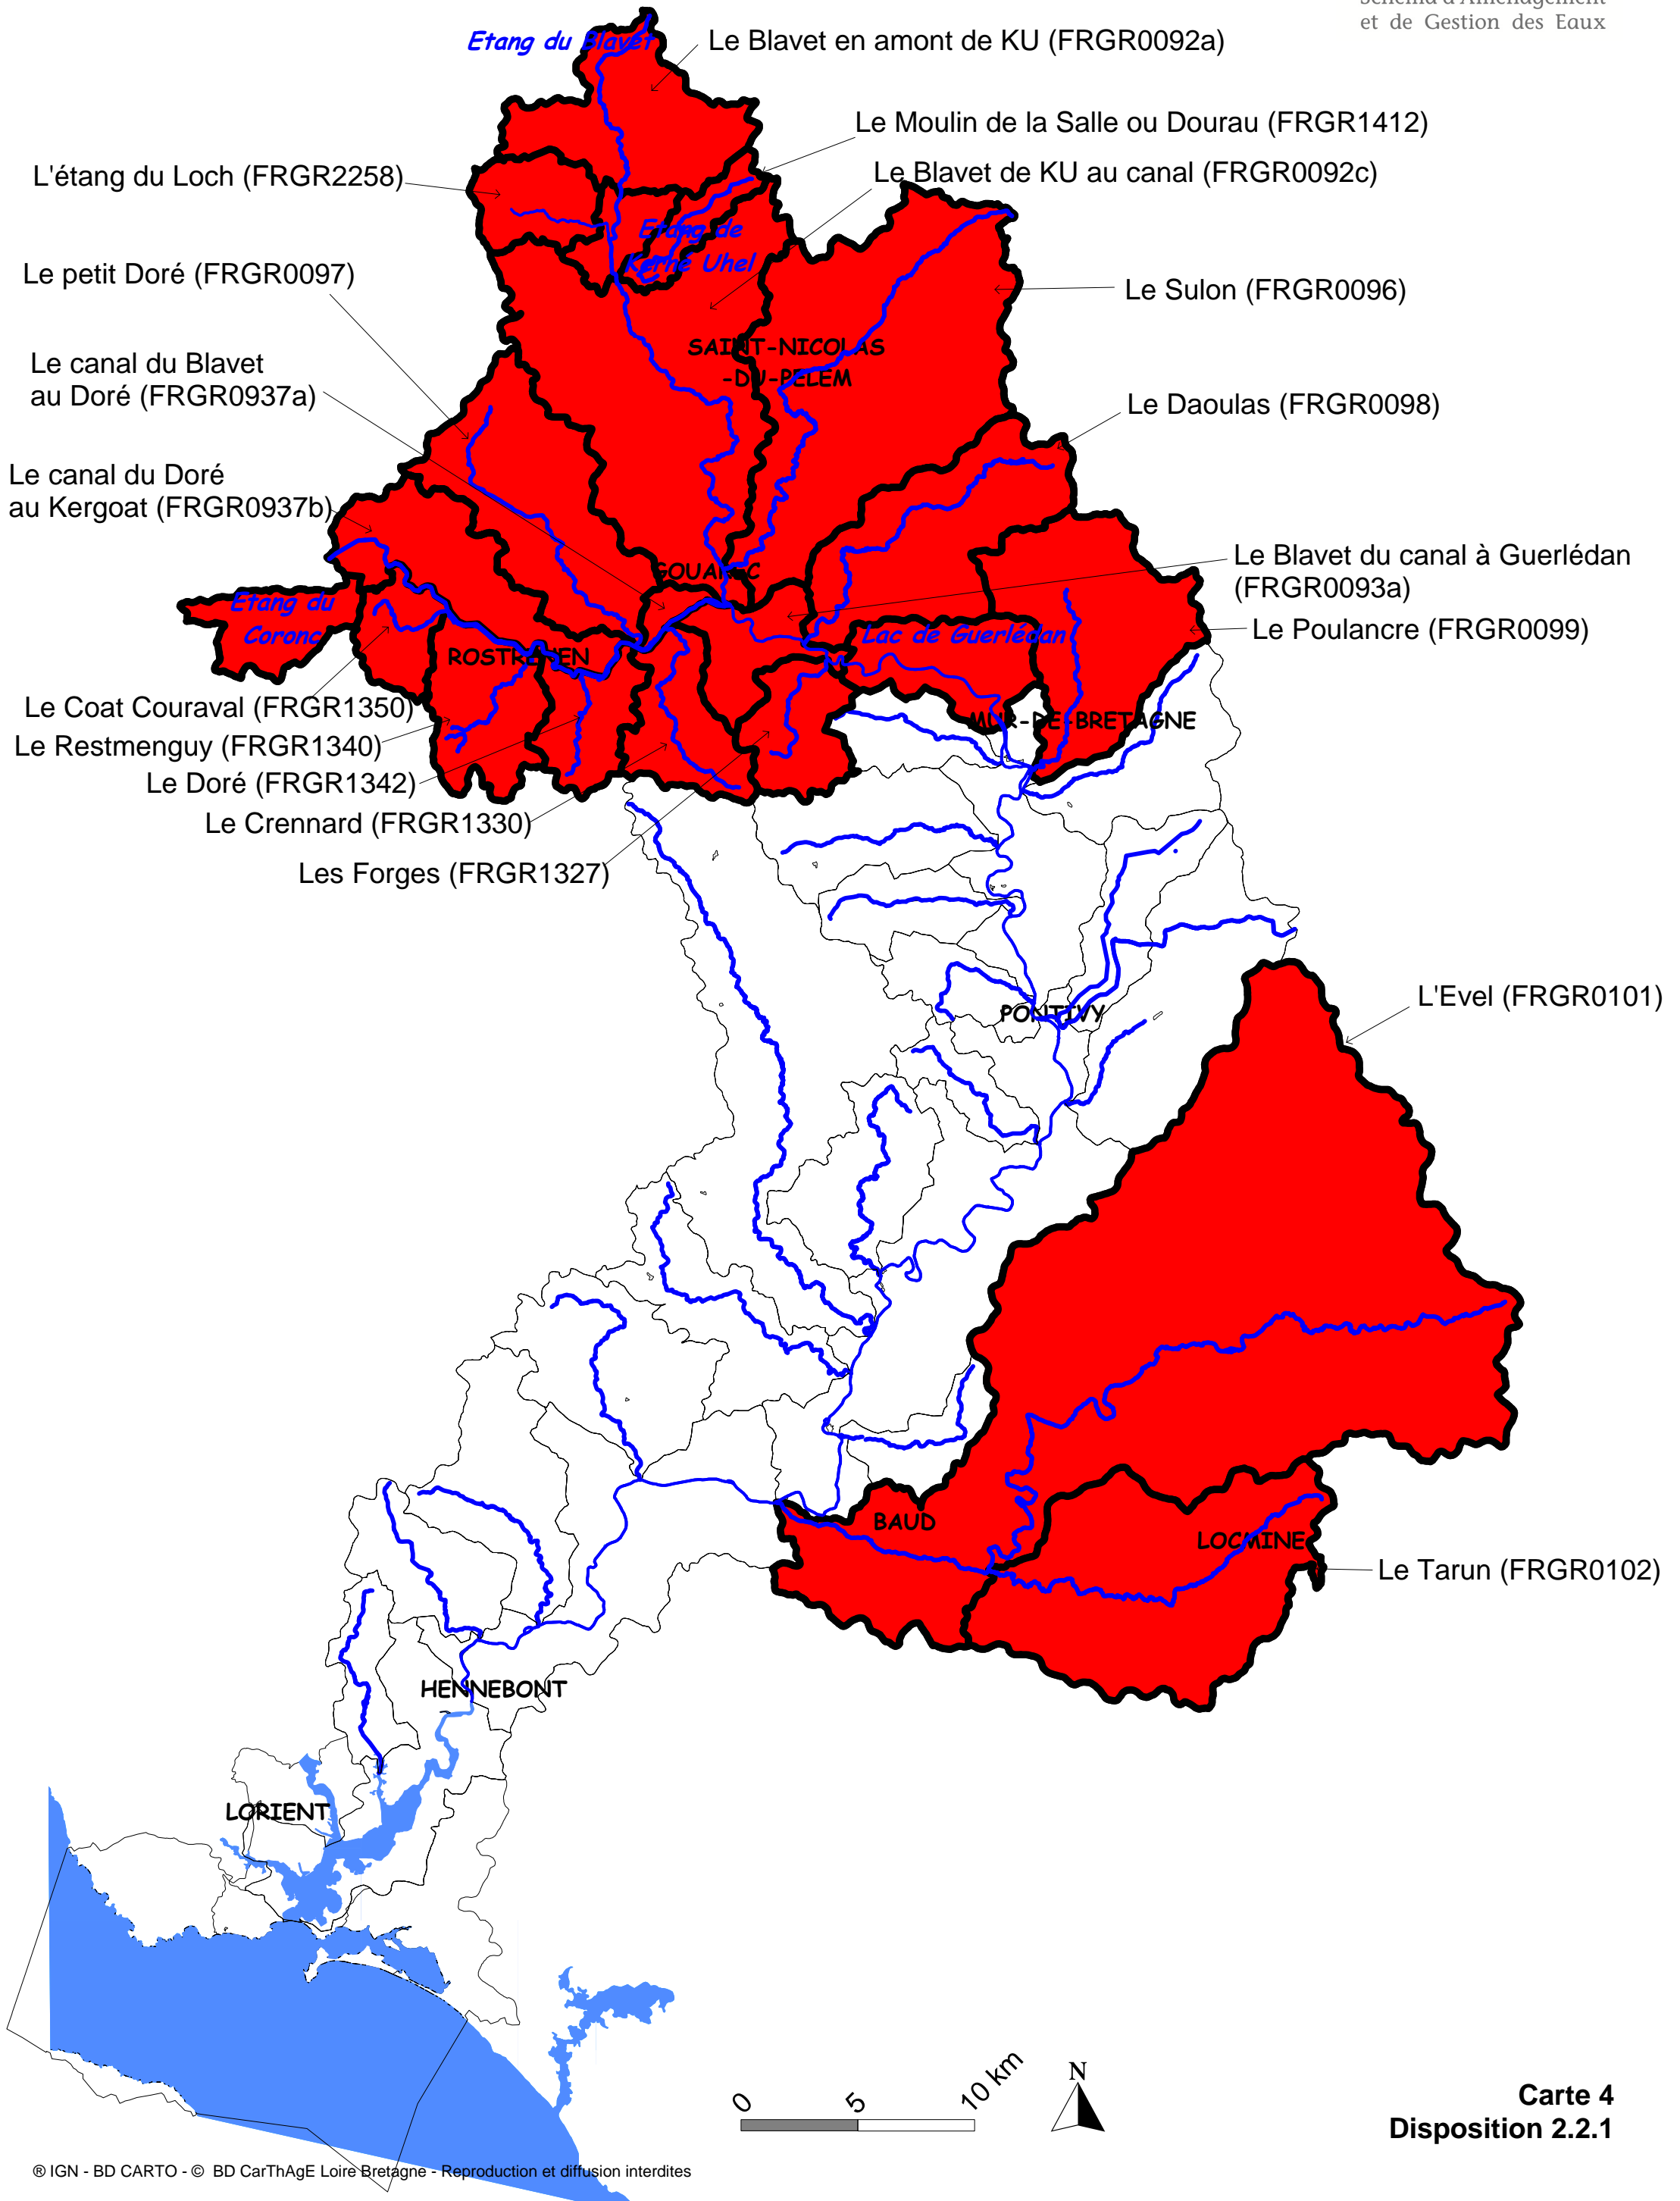 Schéma d'Aménagement
et de Gestion des Eaux
Etang du Blavet
Le Blavet en amont de KU (FRGR0092a)
Le Moulin de la Salle ou Dourau (FRGR1412)
L'étang du Loch (FRGR2258)
Le Blavet de KU au canal (FRGR0092c)
Etang de
Kerne Uhel
Le petit Doré (FRGR0097)
Le Sulon (FRGR0096)
SAINT-NICOLAS
-DU-PELEM
Le canal du Blavet
au Doré (FRGR0937a)
Le Daoulas (FRGR0098)
Le canal du Doré
au Kergoat (FRGR0937b)
GOUAREC
Le Blavet du canal à Guerlédan
(FRGR0093a)
Etang du
Coronc
Lac de Guerlédan
Le Poulancre (FRGR0099)
ROSTRENEN
Le Coat Couraval (FRGR1350)
MUR-DE-BRETAGNE
Le Restmenguy (FRGR1340)
Le Doré (FRGR1342)
Le Crennard (FRGR1330)
Les Forges (FRGR1327)
L'Evel (FRGR0101)
PONTIVY
BAUD
LOCMINE
Le Tarun (FRGR0102)
HENNEBONT
LORIENT
0 5 10 km
N
Carte 4
Disposition 2.2.1
® IGN - BD CARTO - © BD CarThAgE Loire Bretagne - Reproduction et diffusion interdites